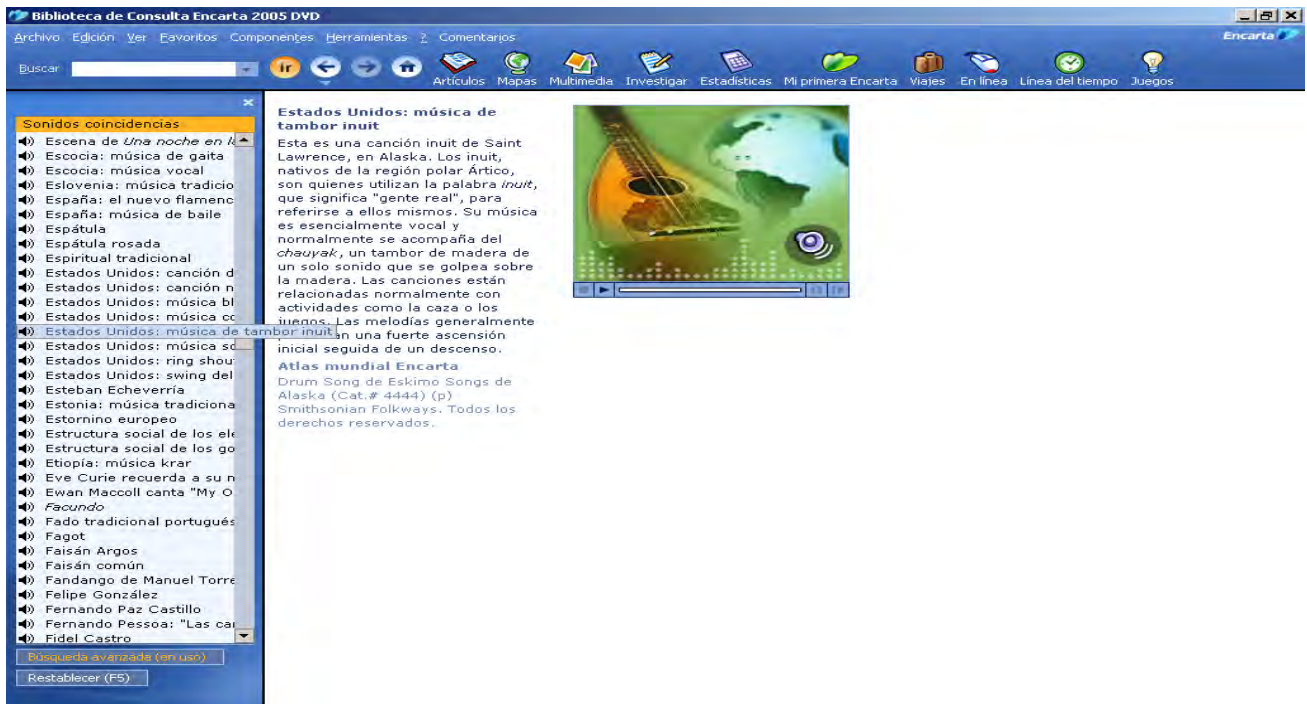 Biblioteca de Consulta Encarta 2005 DVD
Archivo Edición Ver Favoritos Componentes Herramientas ? Comentarios
Encarta
Buscar
ir
Artículos Mapas Multimedia Investigar Estadísticas Mi primera Encarta Viajes En línea Línea del tiempo Juegos
Sonidos coincidencias
Escena de Una noche en
Escocia: música de gaita
Escocia: música vocal
Eslovenia: música tradicio
España: el nuevo flamenc
España: música de baile
Espátula
Espátula rosada
Espiritual tradicional
Estados Unidos: canción d
Estados Unidos: canción n
Estados Unidos: música bl
Estados Unidos: música co
Estados Unidos: música de tambor inuit
Estados Unidos: música so
Estados Unidos: ring shou
Estados Unidos: swing del
Esteban Echeverría
Estonia: música tradiciona
Estornino europeo
Estructura social de los ele
Estructura social de los go
Etiopía: música krar
Eve Curie recuerda a su
Ewan Maccoll canta "My O
Facundo
Fado tradicional portugués
Fagot
Faisán Argos
Faisán común
Fandango de Manuel Torre
Felipe González
Fernando Paz Castillo
Fernando Pessoa: "Las
Fidel Castro
Búsqueda avanzada (en uso)
Restablecer (F5)
Estados Unidos: música de
tambor inuit
Esta es una canción inuit de Saint
Lawrence, en Alaska. Los inuit,
nativos de la región polar Ártico,
son quienes utilizan la palabra inuit,
que significa "gente real", para
referirse a ellos mismos. Su música
es esencialmente vocal y
normalmente se acompaña del
chauyak, un tambor de madera de
un solo sonido que se golpea sobre
la madera. Las canciones están
relacionadas normalmente con
actividades como la caza o los
juegos. Las melodías generalmente
una fuerte ascensión
inicial seguida de un descenso.
Atlas mundial Encarta
Drum Song de Eskimo Songs de
Alaska (Cat.# 4444) (p)
Smithsonian Folkways. Todos los
derechos reservados.